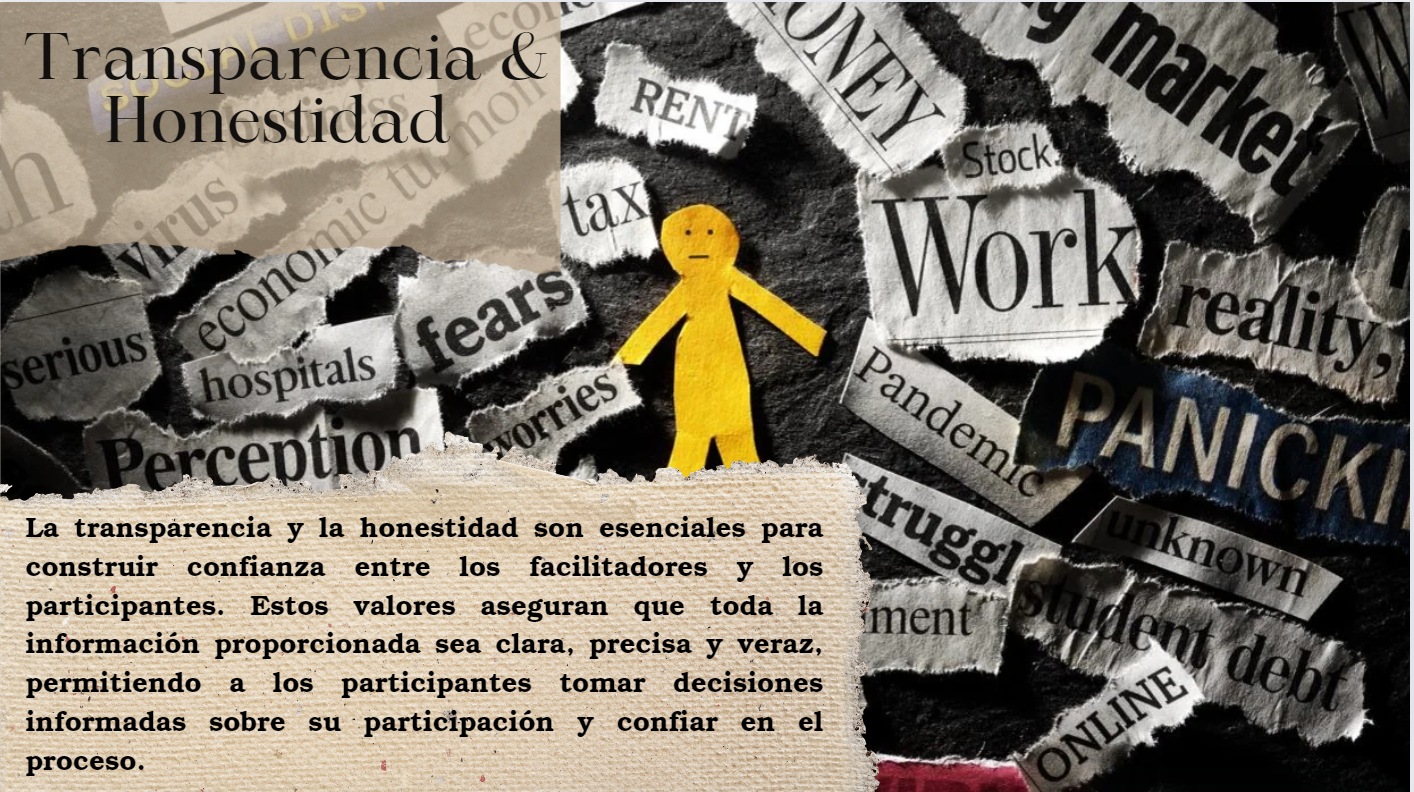 Transparencia &
Honestidad
SOCIAL DIST
virus
economic turmoil
RENT
MONEY
market
Stock.
Work
tax
fears
serious
hospitals
worries
Perception
reality,
Pandemic
PANICKI
struggl
unknown
ment
student debt
ONLINE
La transparencia y la honestidad son esenciales para
construir confianza entre los facilitadores y los
participantes. Estos valores aseguran que toda la
información proporcionada sea clara, precisa y veraz,
permitiendo a los participantes tomar decisiones
informadas sobre su participación y confiar en el
proceso.